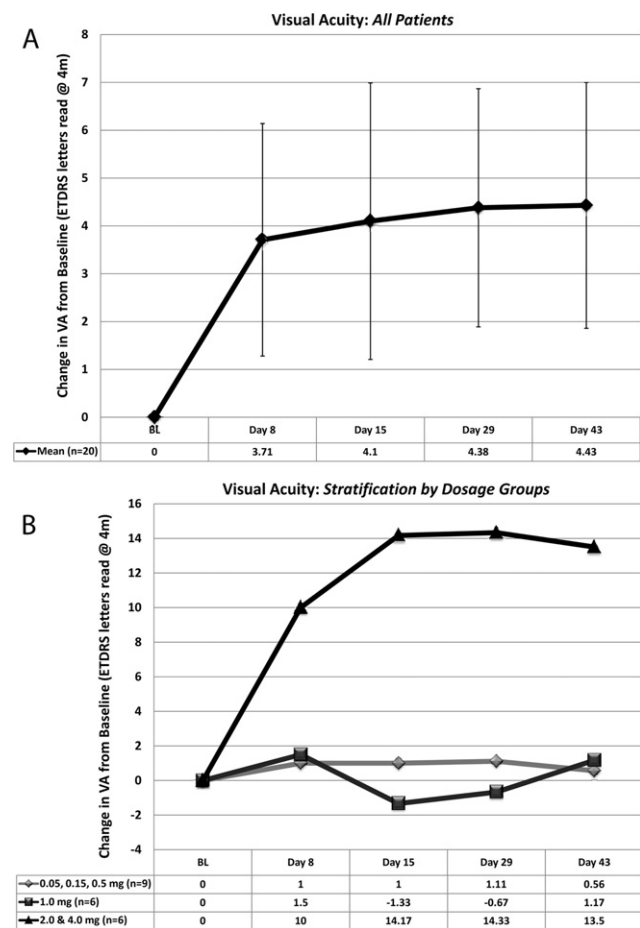 A
Visual Acuity: All Patients
Change in VA from Baseline (ETDRS letters read @ 4m)
8
7
6
5
4
3
2
1
0
BL Day 8 Day 15 Day 29 Day 43
Mean (n=20) 0 3.71 4.1 4.38 4.43
B
Visual Acuity: Stratification by Dosage Groups
Change in VA from Baseline (ETDRS letters read @ 4m)
16
14
12
10
8
6
4
2
0
-2
-4
BL Day 8 Day 15 Day 29 Day 43
0.05, 0.15, 0.5 mg (n=9) 0 1 1 1.11 0.56
1.0 mg (n=6) 0 1.5 -1.33 -0.67 1.17
2.0 & 4.0 mg (n=6) 0 10 14.17 14.33 13.5